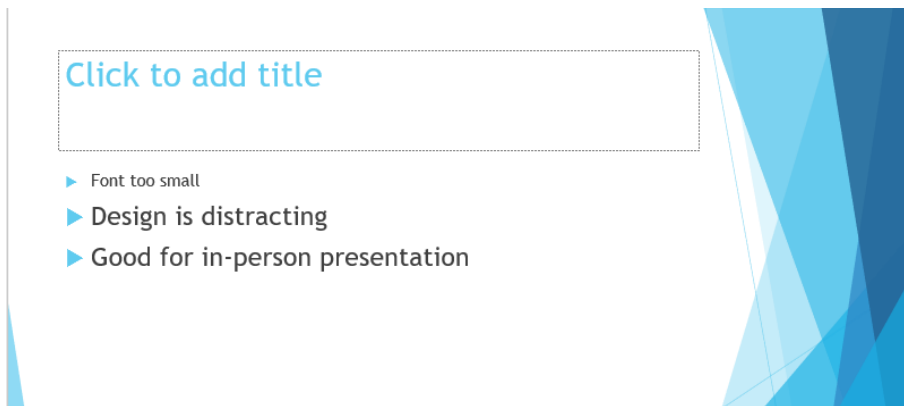 Click to add title
Font too small
Design is distracting
Good for in-person presentation